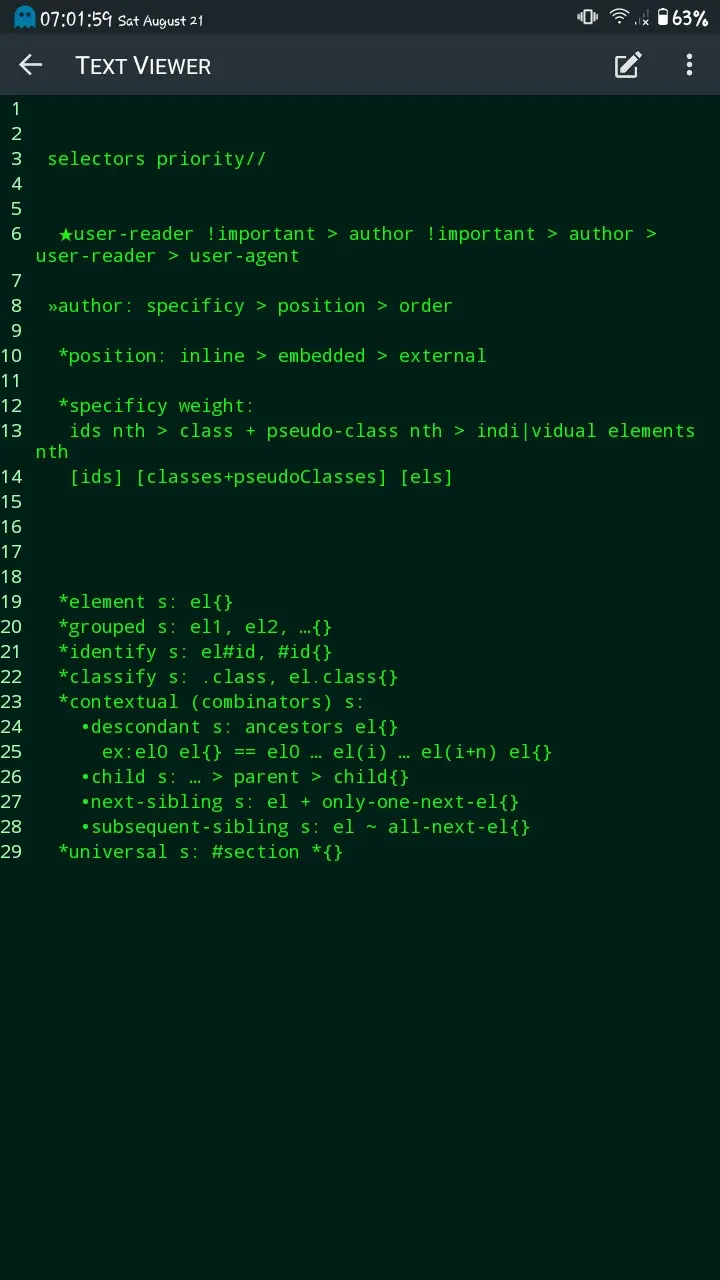 07:01:59 Sat August 21 63%
Text Viewer
1
2
3 selectors priority//
4
5
6 ★user-reader !important > author !important > author >
user-reader > user-agent
7
8 »author: specificy > position > order
9
10 *position: inline > embedded > external
11
12 *specificy weight:
13 ids nth > class + pseudo-class nth > indi|vidual elements
nth
14 [ids] [classes+pseudoClasses] [els]
15
16
17
18
19 *element s: el{}
20 *grouped s: el1, el2, …{}
21 *identify s: el#id, #id{}
22 *classify s: .class, el.class{}
23 *contextual (combinators) s:
24 •descondant s: ancestors el{}
25 ex:el0 el{} == el0 … el(i) … el(i+n) el{}
26 •child s: … > parent > child{}
27 •next-sibling s: el + only-one-next-el{}
28 •subsequent-sibling s: el ~ all-next-el{}
29 *universal s: #section *{}